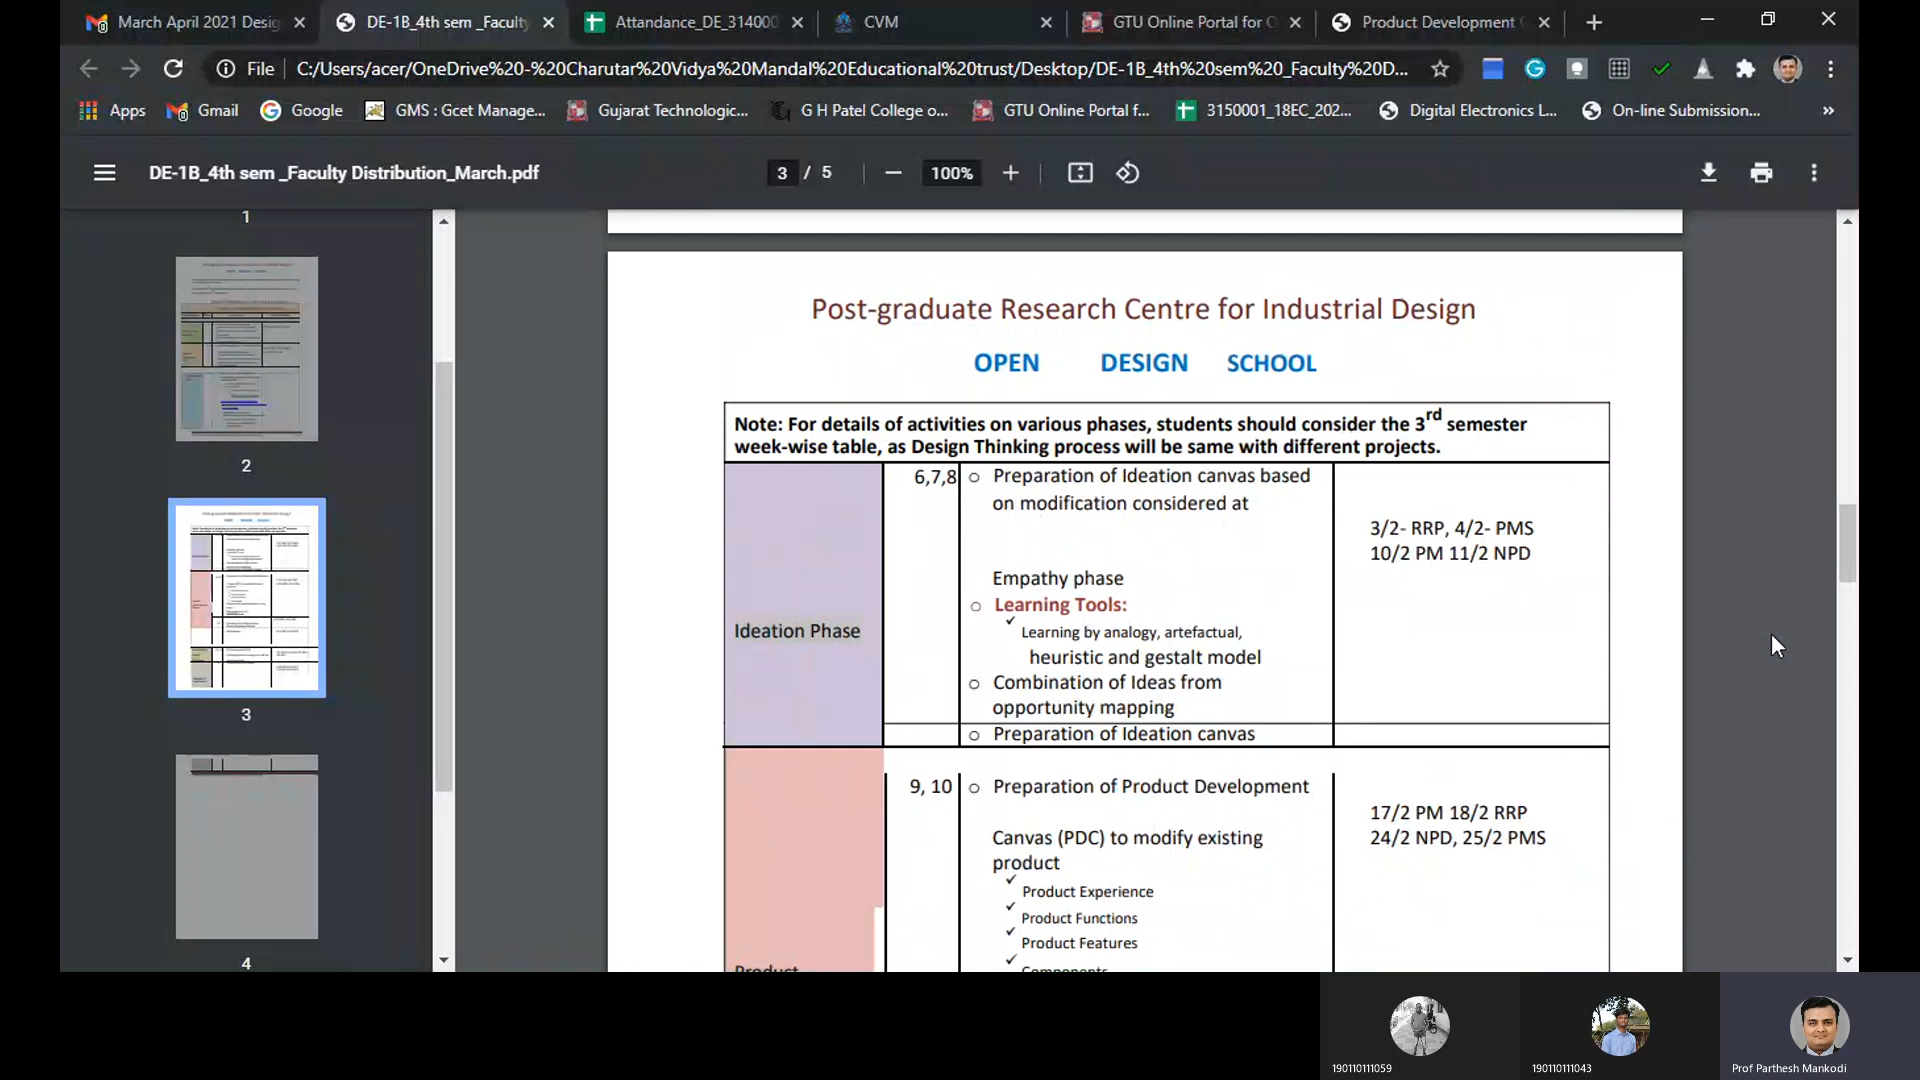 March April 2021 Desig
DE-1B_4th sem _Faculty
Attandance_DE_314000
CVM
GTU Online Portal for
Product Development
File
C:/Users/acer/OneDrive%20-%20Charutar%20Vidya%20Mandal%20Educational%20trust/Desktop/DE-1B_4th%20sem%20_Faculty%20D...
Apps
Gmail
Google
GMS : Gcet Manage...
Gujarat Technologic...
G H Patel College o...
GTU Online Portal f...
3150001_18EC_202...
Digital Electronics L...
On-line Submission...
»
DE-1B_4th sem _Faculty Distribution_March.pdf
3 / 5
100%
1
2
3
4
Post-graduate Research Centre for Industrial Design
OPEN DESIGN SCHOOL
Note: For details of activities on various phases, students should consider the 3rd semester
week-wise table, as Design Thinking process will be same with different projects.
Ideation Phase
6,7,8
o Preparation of Ideation canvas based
on modification considered at
Empathy phase
o Learning Tools:
✓ Learning by analogy, artefactual,
heuristic and gestalt model
o Combination of Ideas from
opportunity mapping
o Preparation of Ideation canvas
3/2- RRP, 4/2- PMS
10/2 PM 11/2 NPD
Product
9, 10
o Preparation of Product Development
Canvas (PDC) to modify existing
product
✓ Product Experience
✓ Product Functions
✓ Product Features
✓ Components
17/2 PM 18/2 RRP
24/2 NPD, 25/2 PMS
190110111059
190110111043
Prof Parthesh Mankodi